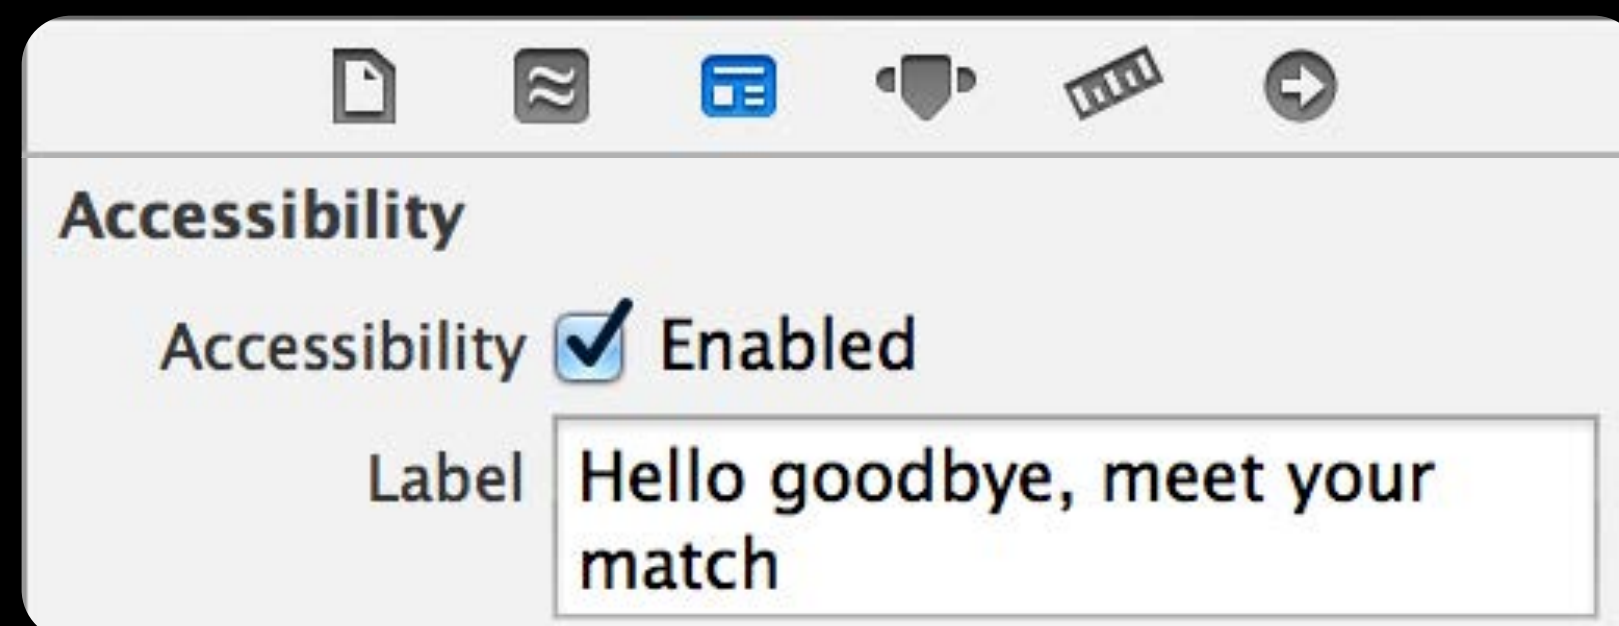 Accessibility
Accessibility Enabled
Label Hello goodbye, meet your
match